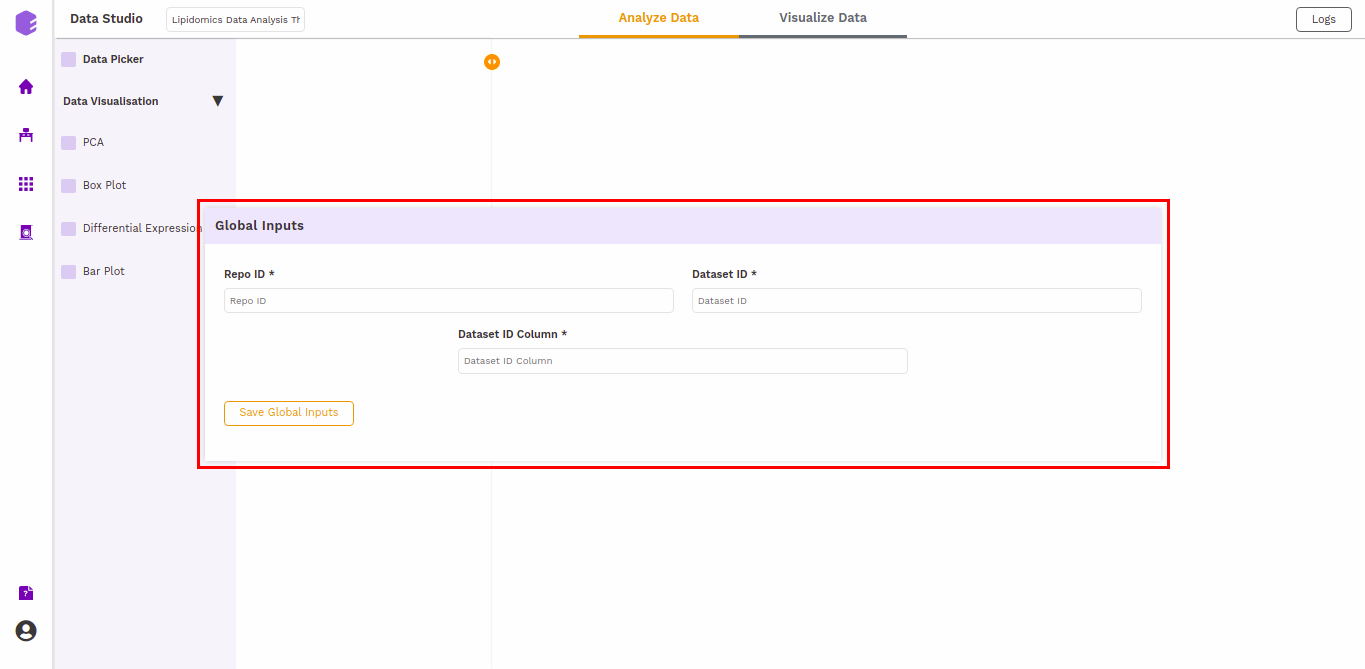 Data Studio
Lipidomics Data Analysis Th
Analyze Data
Visualize Data
Logs
Data Picker
Data Visualisation
PCA
Box Plot
Differential Expression
Bar Plot
Global Inputs
Repo ID *
Dataset ID *
Repo ID
Dataset ID
Dataset ID Column *
Dataset ID Column
Save Global Inputs
?